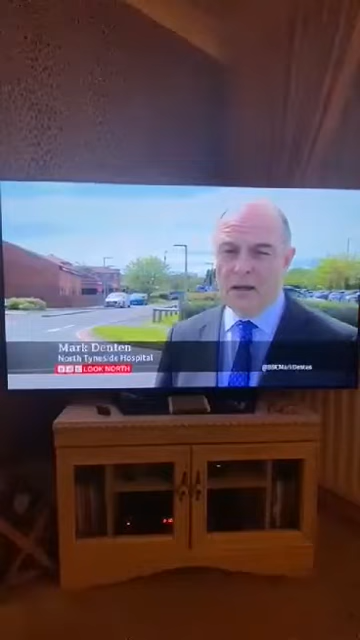 Mark Denten
North Tyneside Hospital
BBC LOOK NORTH
@BBCMarkDenten